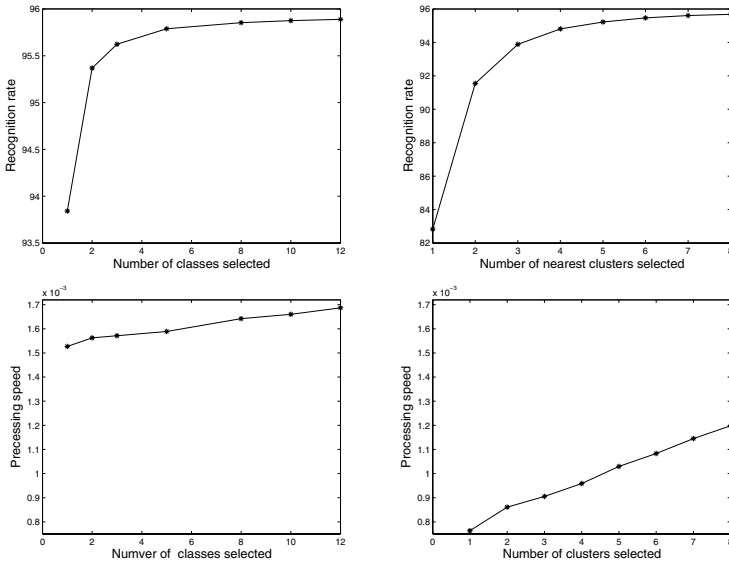 96
95.5
95
94.5
94
93.5
0 2 4 6 8 10 12
Recognition rate
Number of classes selected
96
94
92
90
88
86
84
82
1 2 3 4 5 6 7 8
Recognition rate
Number of nearest clusters selected
x 10⁻³
1.7
1.6
1.5
1.4
1.3
1.2
1.1
1
0.9
0.8
0 2 4 6 8 10 12
Precessing speed
Numver of classes selected
x 10⁻³
1.7
1.6
1.5
1.4
1.3
1.2
1.1
1
0.9
0.8
0 1 2 3 4 5 6 7 8
Processing speed
Number of clusters selected